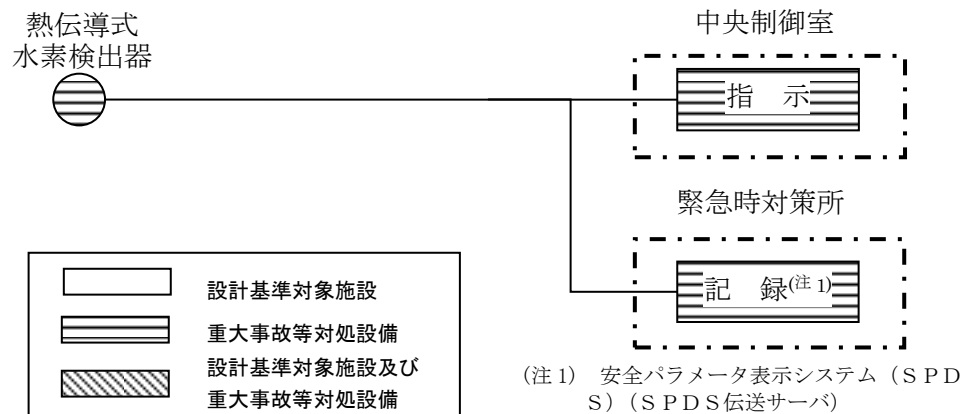 熱伝導式
水素検出器
中央制御室
指　示
緊急時対策所
記　録(注 1)
設計基準対象施設
重大事故等対処設備
設計基準対象施設及び
重大事故等対処設備
(注 1)　安全パラメータ表示システム（ＳＰＤ
Ｓ）（ＳＰＤＳ伝送サーバ）